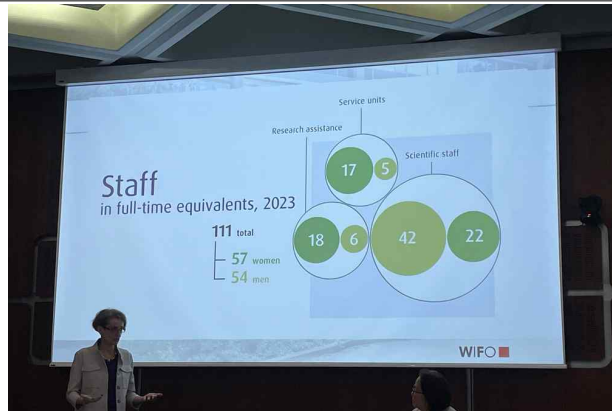 Staff
in full-time equivalents, 2023
111 total
57 women
54 men
Service units
Research assistance
Scientific staff
17 5
18 6
42 22
WIFO